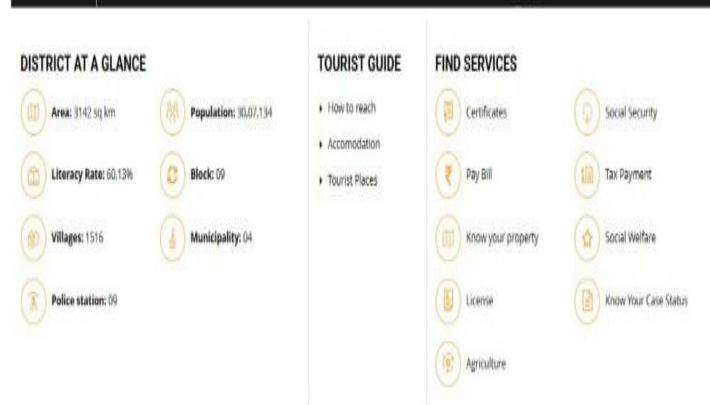 DISTRICT AT A GLANCE
Area: 3142 sq km
Population: 30,07,134
Literacy Rate: 60.13%
Block: 09
Villages: 1516
Municipality: 04
Police station: 09
TOURIST GUIDE
How to reach
Accomodation
Tourist Places
FIND SERVICES
Certificates
Social Security
Pay Bill
Tax Payment
Know your property
Social Welfare
License
Know Your Case Status
Agriculture